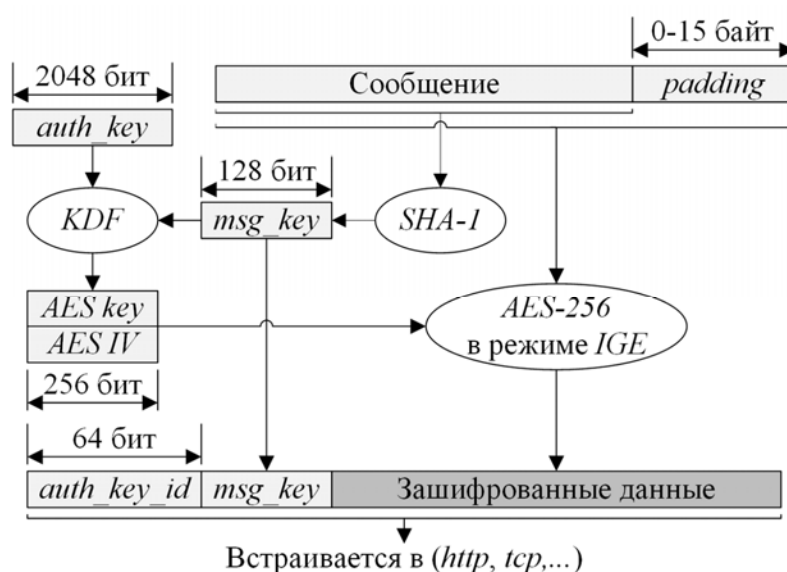 0-15 байт
2048 бит
Сообщение
padding
auth_key
128 бит
KDF
msg_key
SHA-1
AES key
AES IV
AES-256
в режиме IGE
256 бит
64 бит
auth_key_id
msg_key
Зашифрованные данные
Встраивается в (http, tcp,...)